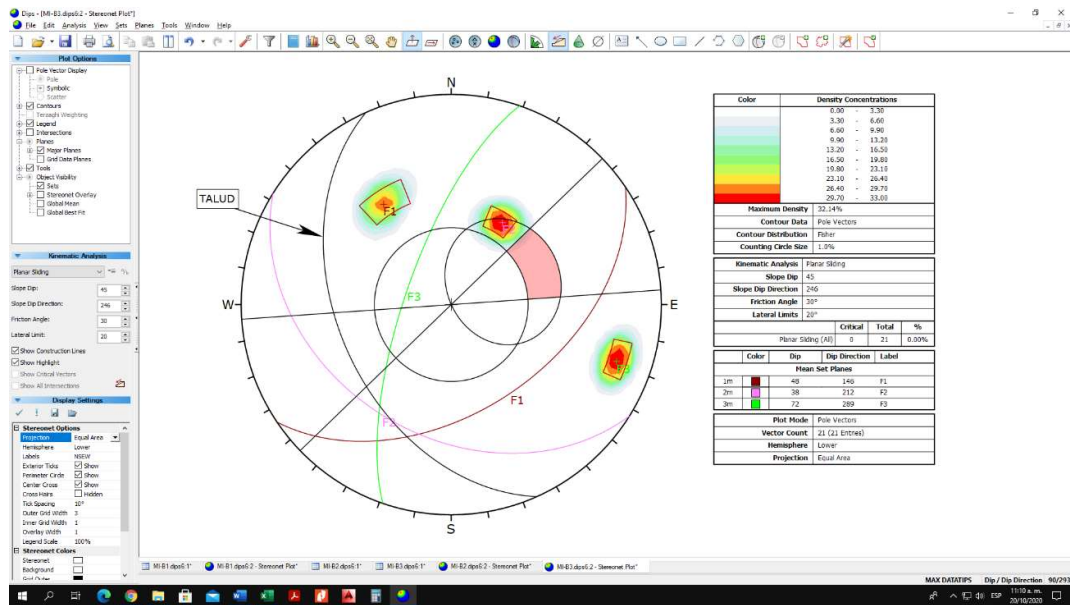 Dips - [MI-B3.dips6:2 - Stereonet Plot*]
File Edit Analysis View Sets Planes Tools Window Help
Plot Options
Pole Vector Display
Pole
Symbolic
Scatter
Contours
Terzaghi Weighting
Legend
Intersections
Planes
Major Planes
Grid Data Planes
Tools
Object Visibility
Sets
Stereonet Overlay
Global Mean
Global Best Fit
Kinematic Analysis
Planar Sliding
Slope Dip: 45
Slope Dip Direction: 246
Friction Angle: 30
Lateral Limit: 20
Show Construction Lines
Show Highlight
Show Critical Vectors
Show All Intersections
Display Settings
Stereonet Options
Projection Equal Area
Hemisphere Lower
Labels NSEW
Exterior Ticks Show
Perimeter Circle Show
Center Cross Show
Cross Hairs Hidden
Tick Spacing 10°
Outer Grid Width 3
Inner Grid Width 1
Overlay Width 1
Legend Scale 100%
Stereonet Colors
Stereonet
Background
Grid Outer
N
TALUD
F1
W
F3
E
F3
F1
F2
S
Color Density Concentrations
0.00 - 3.30
3.30 - 6.60
6.60 - 9.90
9.90 - 13.20
13.20 - 16.50
16.50 - 19.80
19.80 - 23.10
23.10 - 26.40
26.40 - 29.70
29.70 - 33.00
Maximum Density 32.14%
Contour Data Pole Vectors
Contour Distribution Fisher
Counting Circle Size 1.0%
Kinematic Analysis Planar Sliding
Slope Dip 45
Slope Dip Direction 246
Friction Angle 30°
Lateral Limits 20°
Critical Total %
Planar Sliding (All) 0 21 0.00%
Color Dip Dip Direction Label
Mean Set Planes
1m 48 146 F1
2m 38 212 F2
3m 72 289 F3
Plot Mode Pole Vectors
Vector Count 21 (21 Entries)
Hemisphere Lower
Projection Equal Area
MI-B1.dips6:1* MI-B1.dips6:2 - Stereonet Plot* MI-B2.dips6:1* MI-B3.dips6:1* MI-B2.dips6:2 - Stereonet Plot* MI-B3.dips6:2 - Stereonet Plot*
MAX DATATIPS Dip / Dip Direction 90/293
ESP 11:10 a. m.
20/10/2020